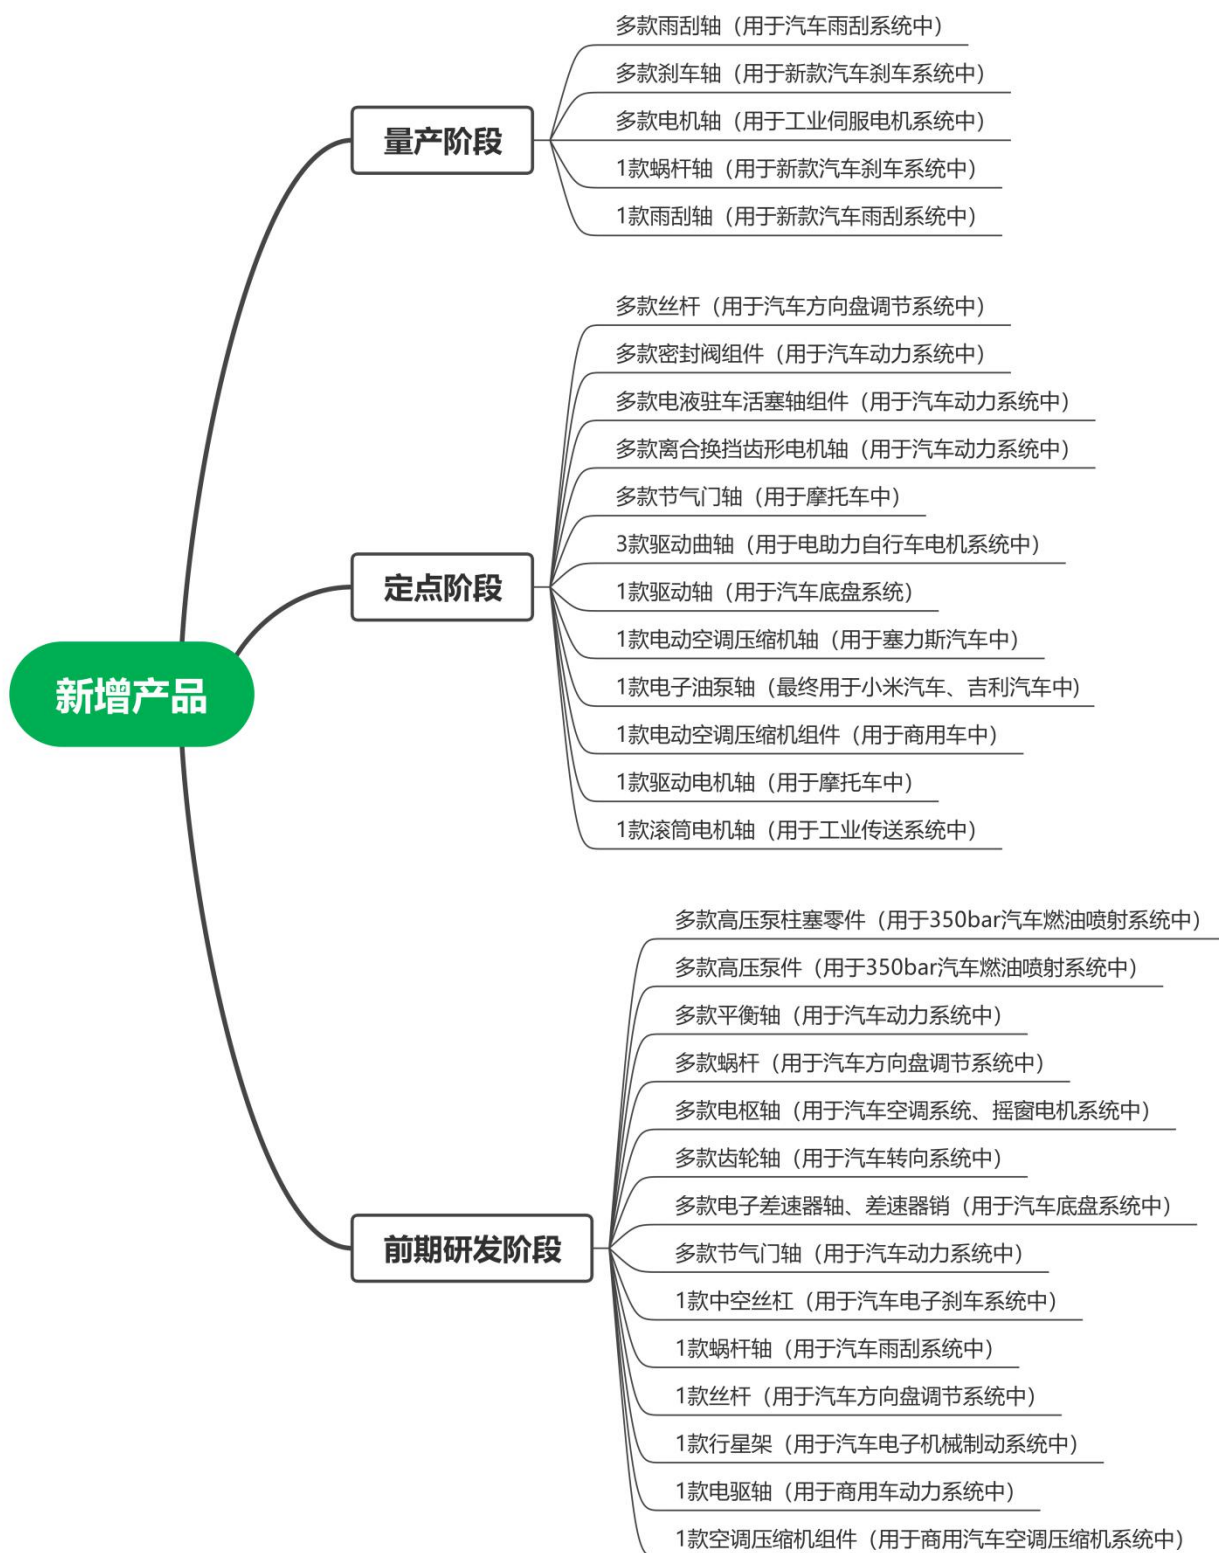 新增产品
量产阶段
多款雨刮轴（用于汽车雨刮系统中）
多款刹车轴（用于新款汽车刹车系统中）
多款电机轴（用于工业伺服电机系统中）
1款蜗杆轴（用于新款汽车刹车系统中）
1款雨刮轴（用于新款汽车雨刮系统中）
定点阶段
多款丝杆（用于汽车方向盘调节系统中）
多款密封阀组件（用于汽车动力系统中）
多款电液驻车活塞轴组件（用于汽车动力系统中）
多款离合换挡齿形电机轴（用于汽车动力系统中）
多款节气门轴（用于摩托车中）
3款驱动曲轴（用于电助力自行车电机系统中）
1款驱动轴（用于汽车底盘系统）
1款电动空调压缩机轴（用于塞力斯汽车中）
1款电子油泵轴（最终用于小米汽车、吉利汽车中)
1款电动空调压缩机组件（用于商用车中）
1款驱动电机轴（用于摩托车中）
1款滚筒电机轴（用于工业传送系统中）
前期研发阶段
多款高压泵柱塞零件（用于350bar汽车燃油喷射系统中）
多款高压泵件（用于350bar汽车燃油喷射系统中）
多款平衡轴（用于汽车动力系统中）
多款蜗杆（用于汽车方向盘调节系统中）
多款电枢轴（用于汽车空调系统、摇窗电机系统中）
多款齿轮轴（用于汽车转向系统中）
多款电子差速器轴、差速器销（用于汽车底盘系统中）
多款节气门轴（用于汽车动力系统中）
1款中空丝杠（用于汽车电子刹车系统中）
1款蜗杆轴（用于汽车雨刮系统中）
1款丝杆（用于汽车方向盘调节系统中）
1款行星架（用于汽车电子机械制动系统中）
1款电驱轴（用于商用车动力系统中）
1款空调压缩机组件（用于商用汽车空调压缩机系统中）